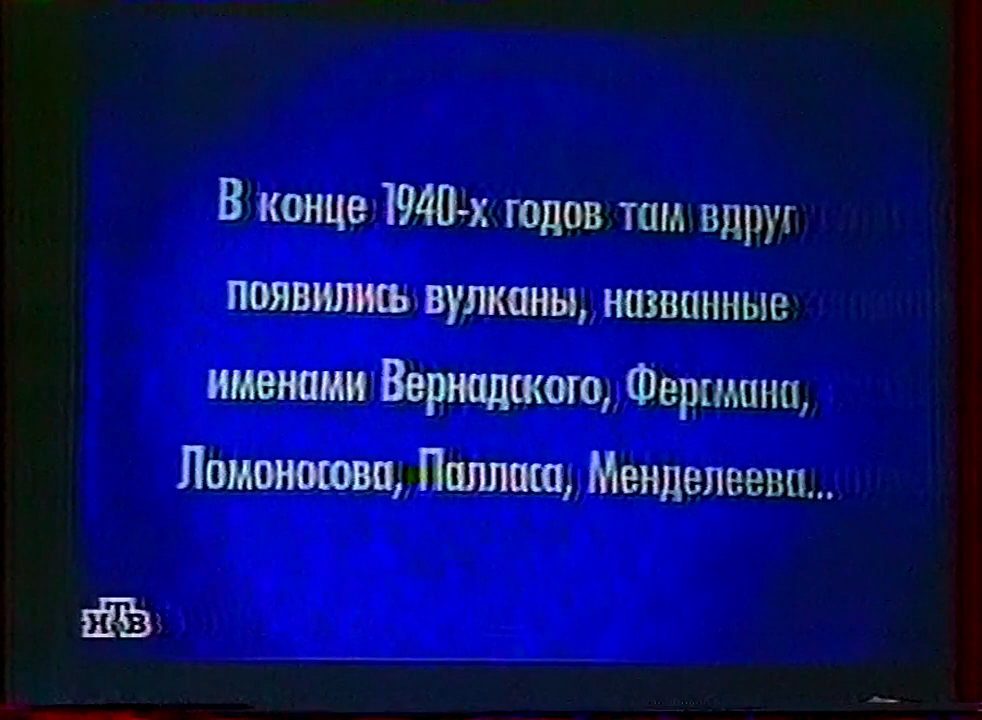 В конце 1940-х годов там вдруг
появились вулканы, названные
именами Вернадского, Ферсмана,
Ломоносова, Палласа, Менделеева...
НТВ